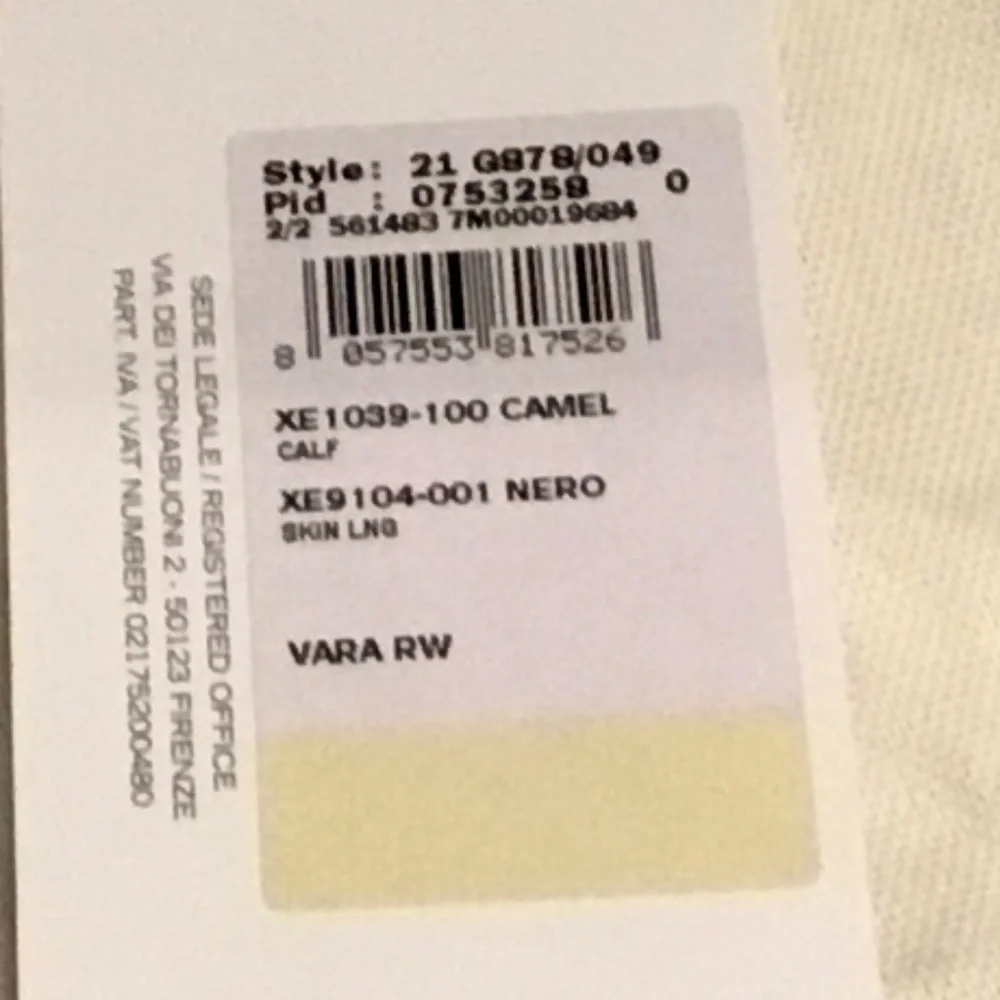 Style: 21 G878/049
Pid : 0753258 0
2/2 561483 7M00019684
8 057553 817526
XE1039-100 CAMEL
CALF
XE9104-001 NERO
SKIN LNG
VARA RW
SEDE LEGALE / REGISTERED OFFICE
VIA DEI TORNABUONI 2 - 50123 FIRENZE
PART. IVA / VAT NUMBER 02175200480